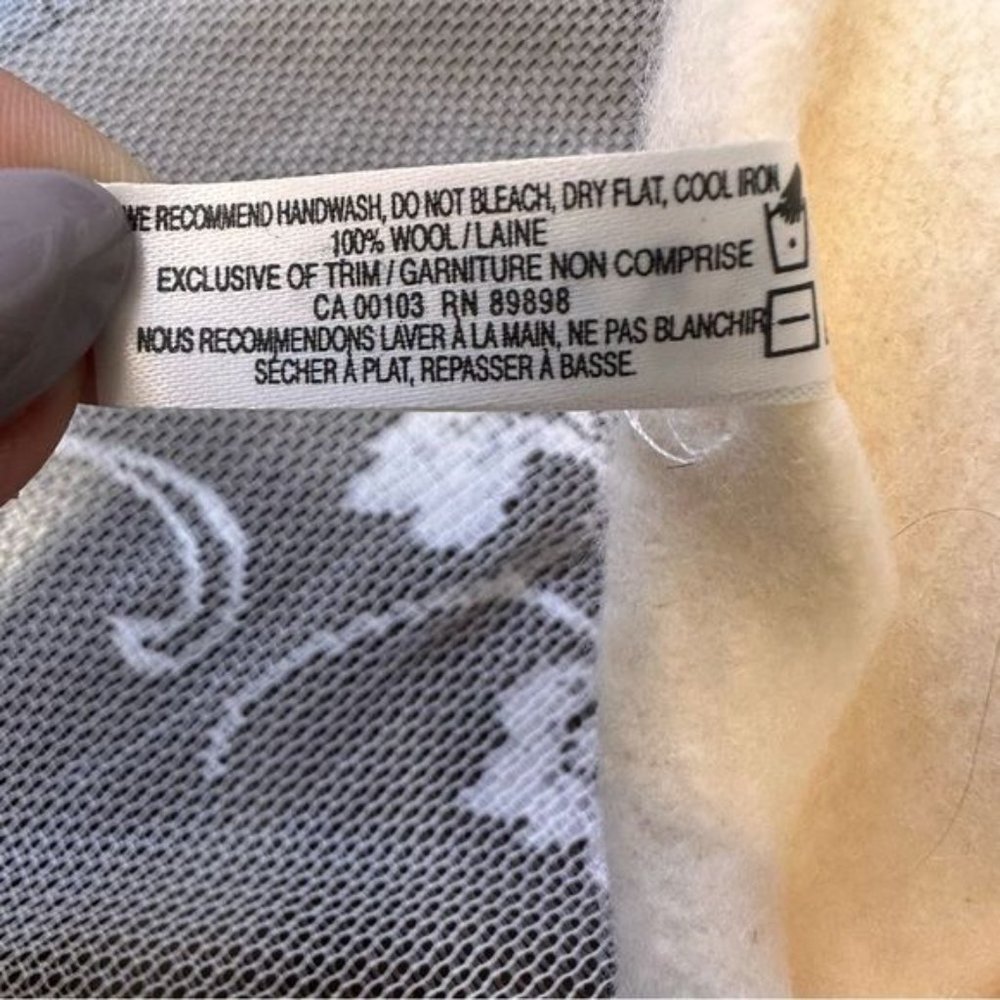 WE RECOMMEND HANDWASH, DO NOT BLEACH, DRY FLAT, COOL IRON
100% WOOL / LAINE
EXCLUSIVE OF TRIM / GARNITURE NON COMPRISE
CA 00103 RN 89898
NOUS RECOMMENDONS LAVER À LA MAIN, NE PAS BLANCHIR
SÉCHER À PLAT, REPASSER À BASSE.